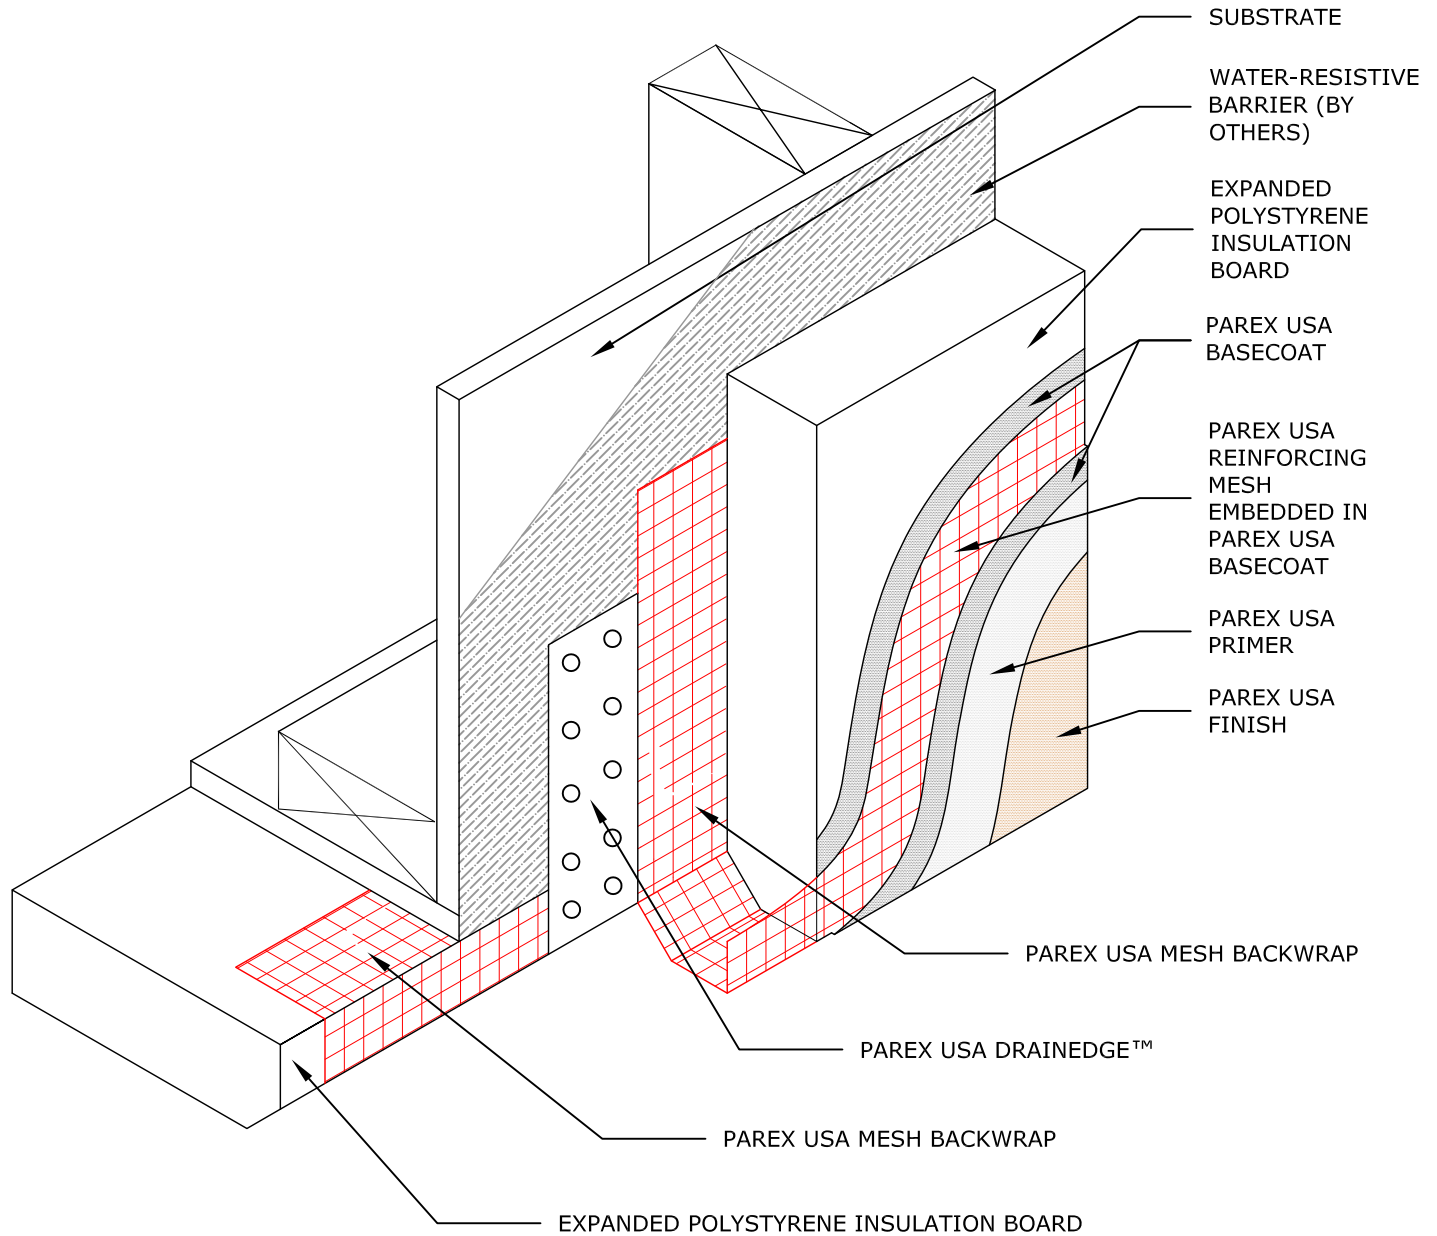 SUBSTRATE
WATER-RESISTIVE
BARRIER (BY
OTHERS)
EXPANDED
POLYSTYRENE
INSULATION
BOARD
PAREX USA
BASECOAT
PAREX USA
REINFORCING
MESH
EMBEDDED IN
PAREX USA
BASECOAT
PAREX USA
PRIMER
PAREX USA
FINISH
PAREX USA MESH BACKWRAP
PAREX USA DRAINEDGE™
PAREX USA MESH BACKWRAP
EXPANDED POLYSTYRENE INSULATION BOARD